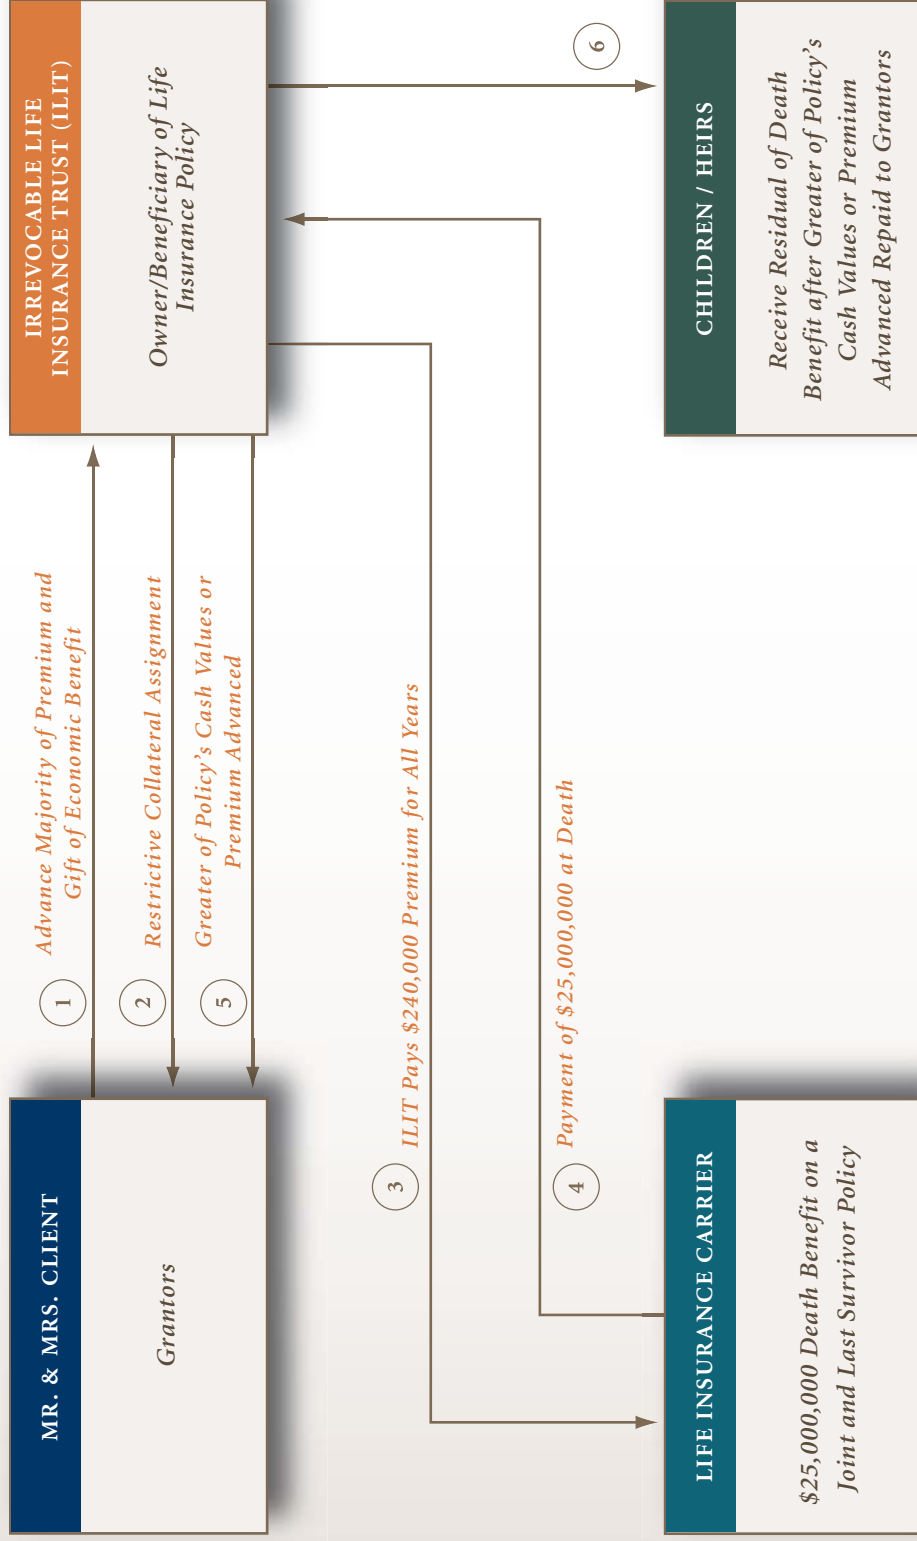 MR. & MRS. CLIENT
Grantors
1
Advance Majority of Premium and
Gift of Economic Benefit
2
Restrictive Collateral Assignment
5
Greater of Policy’s Cash Values or
Premium Advanced
IRREVOCABLE LIFE
INSURANCE TRUST (ILIT)
Owner/Beneficiary of Life
Insurance Policy
3
ILIT Pays $240,000 Premium for All Years
4
Payment of $25,000,000 at Death
6
LIFE INSURANCE CARRIER
$25,000,000 Death Benefit on a
Joint and Last Survivor Policy
CHILDREN / HEIRS
Receive Residual of Death
Benefit after Greater of Policy’s
Cash Values or Premium
Advanced Repaid to Grantors